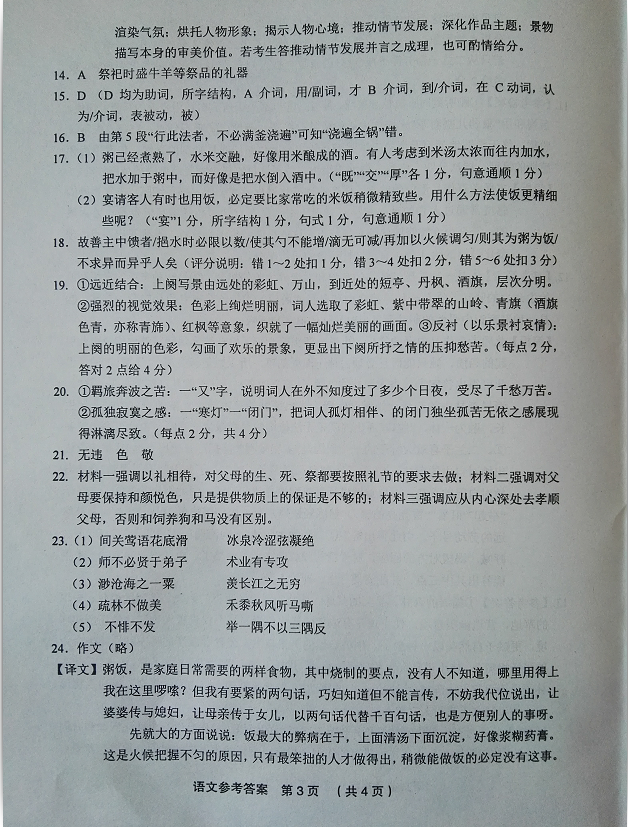 渲染气氛；烘托人物形象；揭示人物心境；推动情节发展；深化作品主题；景物
描写本身的审美价值。若考生答推动情节发展并言之成理，也可酌情给分。
14．A 祭祀时盛牛羊等祭品的礼器
15．D （D 均为助词，所字结构，A 介词，用/副词，才 B 介词，到/介词，在 C动词，认
为/介词，表被动，被）
16．B 由第 5 段“行此法者，不必满釜浇遍”可知“浇遍全锅”错。
17．（1）粥已经煮熟了，水米交融，好像用米酿成的酒。有人考虑到米汤太浓而往内加水，
把水加于粥中，而好像是把水倒入酒中。（“既”“交”“厚”各 1 分，句意通顺 1 分）
（2）宴请客人有时也用饭，必定要比家常吃的米饭稍微精致些。用什么方法使饭更精细
些呢？（“宴”1 分，所字结构 1 分，句式 1 分，句意通顺 1 分）
18．故善主中馈者/挹水时必限以数/使其勺不能增/滴无可减/再加以火候调匀/则其为粥为饭/
不求异而异乎人矣（评分说明：错 1～2 处扣 1 分，错 3～4 处扣 2 分，错 5～6 处扣 3 分）
19．①远近结合：上阕写景由远处的彩虹、万山，到近处的短亭、丹枫、酒旗，层次分明。
②强烈的视觉效果：色彩上绚烂明丽，词人选取了彩虹、紫中带翠的山岭、青旗（酒旗
色青，亦称青旆）、红枫等意象，织就了一幅灿烂美丽的画面。③反衬（以乐景衬哀情）：
上阕的明丽的色彩，勾画了欢乐的景象，更显出下阕所抒之情的压抑愁苦。（每点 2 分，
答对 2 点给 4 分）
20．①羁旅奔波之苦：一“又”字，说明词人在外不知度过了多少个日夜，受尽了千愁万苦。
②孤独寂寞之感：一“寒灯”一“闭门”，把词人孤灯相伴、的闭门独坐孤苦无依之感展现
得淋漓尽致。（每点 2 分，共 4 分）
21．无违 色 敬
22．材料一强调以礼相待，对父母的生、死、祭都要按照礼节的要求去做；材料二强调对父
母要保持和颜悦色，只是提供物质上的保证是不够的；材料三强调应从内心深处去孝顺
父母，否则和饲养狗和马没有区别。
23．（1）间关莺语花底滑 冰泉冷涩弦凝绝
（2）师不必贤于弟子 术业有专攻
（3）渺沧海之一粟 羡长江之无穷
（4）疏林不做美 禾黍秋风听马嘶
（5）不悱不发 举一隅不以三隅反
24．作文（略）
【译文】粥饭，是家庭日常需要的两样食物，其中烧制的要点，没有人不知道，哪里用得上
我在这里啰嗦？但我有要紧的两句话，巧妇知道但不能言传，不妨我代位说出，让
婆婆传与媳妇，让母亲传于女儿，以两句话代替千百句话，也是方便别人的事呀。
先就大的方面说说：饭最大的弊病在于，上面清汤下面沉淀，好像浆糊药膏。
这是火候把握不匀的原因，只有最笨拙的人才做得出，稍微能做饭的必定没有这事。
语文参考答案 第 3 页 （共 4 页）